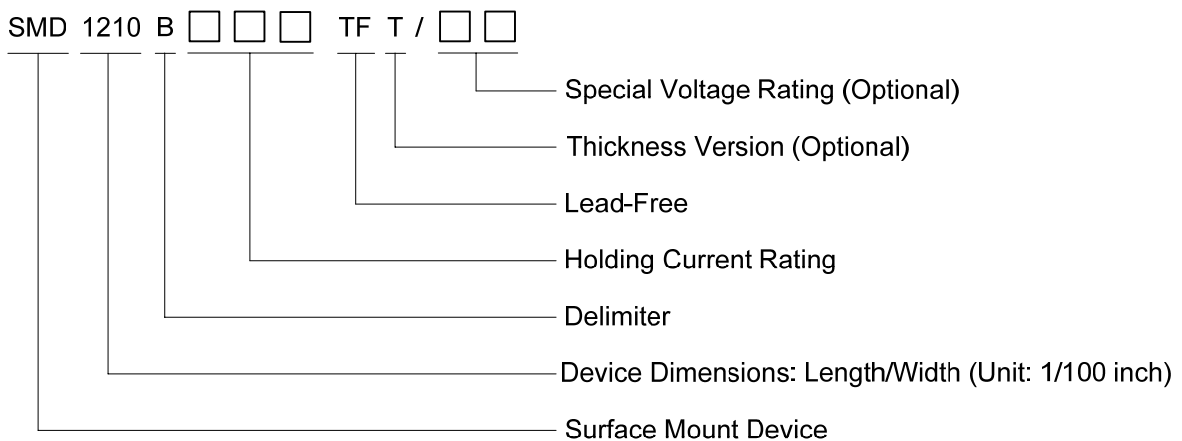 SMD 1210 B □ □ □ TF T / □ □
Special Voltage Rating (Optional)
Thickness Version (Optional)
Lead-Free
Holding Current Rating
Delimiter
Device Dimensions: Length/Width (Unit: 1/100 inch)
Surface Mount Device